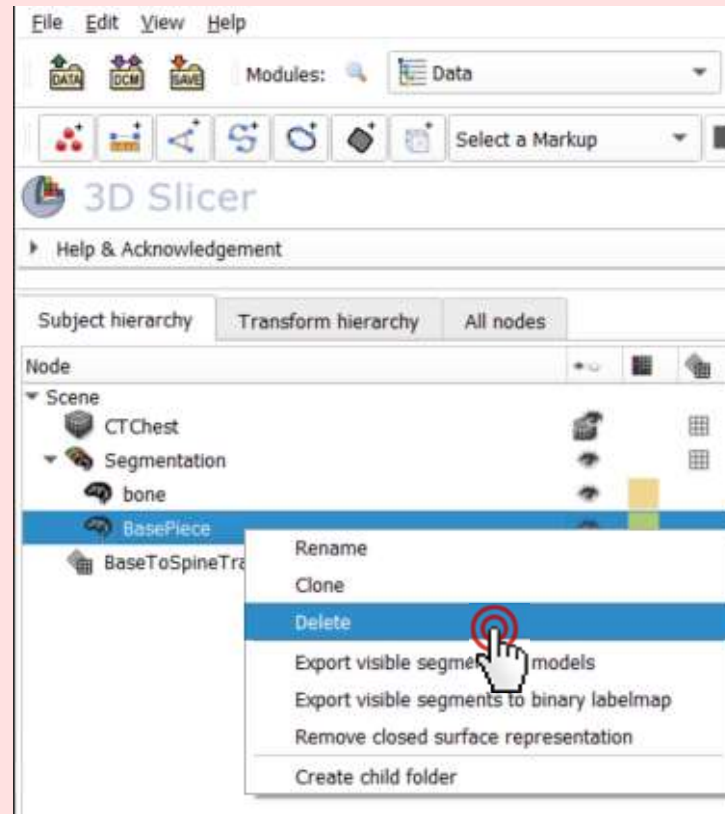 File Edit View Help
DATA DCM SAVE Modules: Data
Select a Markup
3D Slicer
Help & Acknowledgement
Subject hierarchy Transform hierarchy All nodes
Node
Scene
CTChest
Segmentation
bone
BasePiece
BaseToSpineTra
Rename
Clone
Delete
Export visible segme models
Export visible segments to binary labelmap
Remove closed surface representation
Create child folder